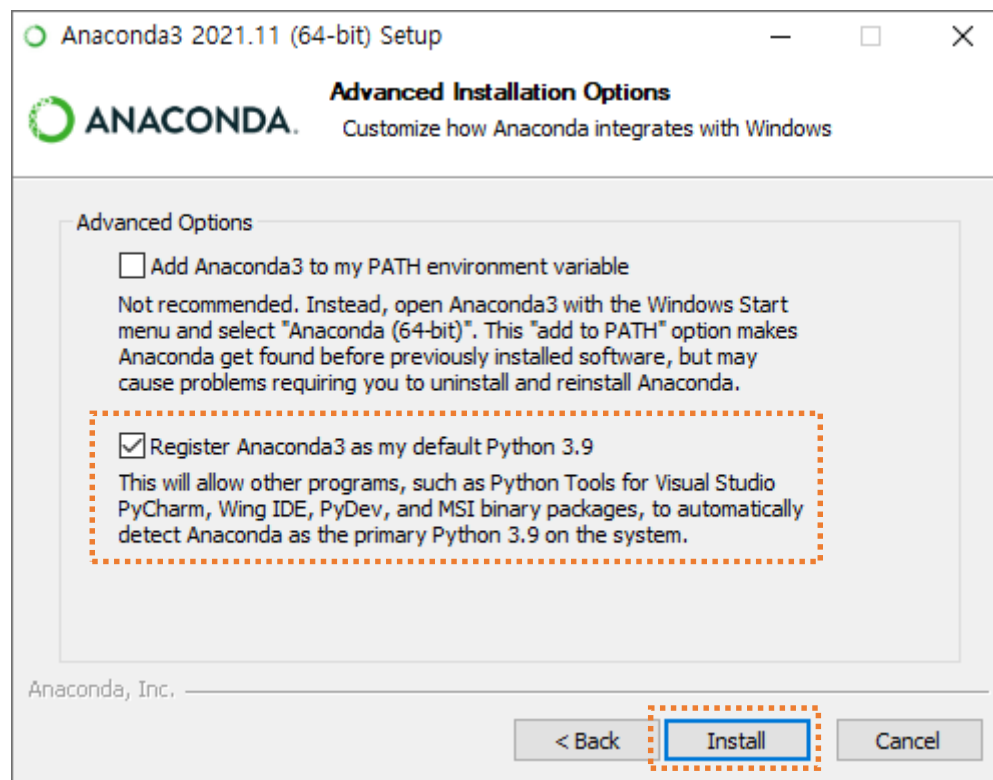 Anaconda3 2021.11 (64-bit) Setup
ANACONDA.
Advanced Installation Options
Customize how Anaconda integrates with Windows
Advanced Options
Add Anaconda3 to my PATH environment variable
Not recommended. Instead, open Anaconda3 with the Windows Start
menu and select "Anaconda (64-bit)". This "add to PATH" option makes
Anaconda get found before previously installed software, but may
cause problems requiring you to uninstall and reinstall Anaconda.
Register Anaconda3 as my default Python 3.9
This will allow other programs, such as Python Tools for Visual Studio
PyCharm, Wing IDE, PyDev, and MSI binary packages, to automatically
detect Anaconda as the primary Python 3.9 on the system.
Anaconda, Inc.
< Back
Install
Cancel